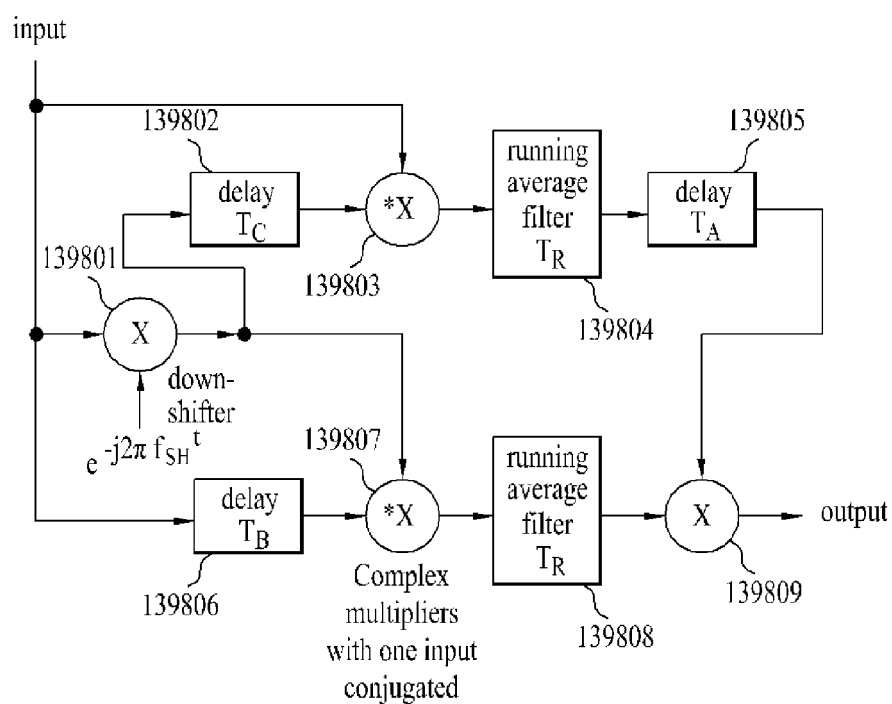 input
139802
delay
T_C
*X
139803
running
average
filter
T_R
139804
139805
delay
T_A
139801
X
down-
shifter
e^-j2π f_SH t
139807
delay
T_B
139806
*X
Complex
multipliers
with one input
conjugated
running
average
filter
T_R
139808
X
139809
output